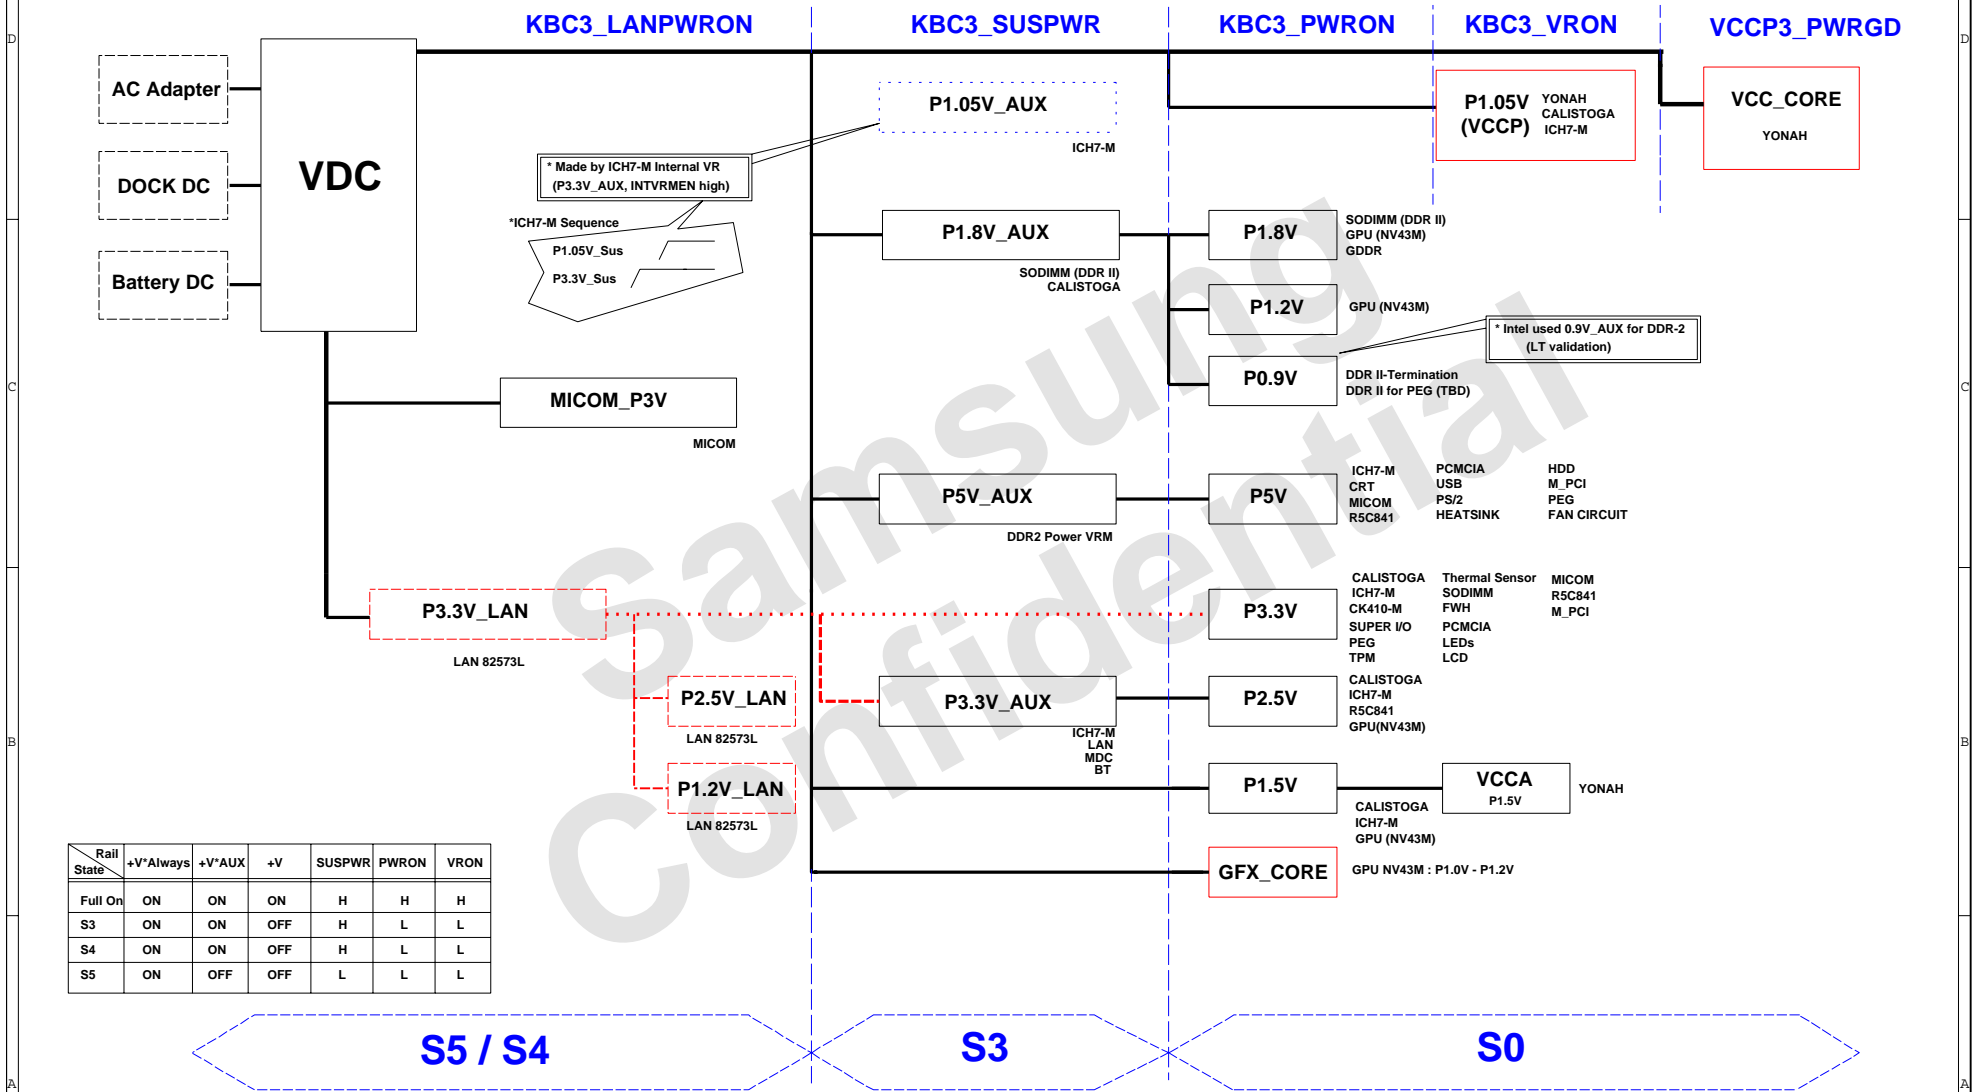 KBC3_LANPWRON
KBC3_SUSPWR
KBC3_PWRON
KBC3_VRON
VCCP3_PWRGD
D
D
AC Adapter
DOCK DC
Battery DC
VDC
P1.05V_AUX
ICH7-M
P1.05V
(VCCP)
YONAH
CALISTOGA
ICH7-M
VCC_CORE
YONAH
* Made by ICH7-M Internal VR
(P3.3V_AUX, INTVRMEN high)
*ICH7-M Sequence
P1.05V_Sus
P3.3V_Sus
P1.8V_AUX
SODIMM (DDR II)
CALISTOGA
P1.8V
SODIMM (DDR II)
GPU (NV43M)
GDDR
P1.2V
GPU (NV43M)
* Intel used 0.9V_AUX for DDR-2
(LT validation)
P0.9V
DDR II-Termination
DDR II for PEG (TBD)
C
C
MICOM_P3V
MICOM
P5V_AUX
DDR2 Power VRM
P5V
ICH7-M
CRT
MICOM
R5C841
PCMCIA
USB
PS/2
HEATSINK
HDD
M_PCI
PEG
FAN CIRCUIT
P3.3V_LAN
LAN 82573L
P3.3V
CALISTOGA
ICH7-M
CK410-M
SUPER I/O
PEG
TPM
Thermal Sensor
SODIMM
FWH
PCMCIA
LEDs
LCD
MICOM
R5C841
M_PCI
P2.5V_LAN
LAN 82573L
P3.3V_AUX
ICH7-M
LAN
MDC
BT
P2.5V
CALISTOGA
ICH7-M
R5C841
GPU(NV43M)
B
B
P1.2V_LAN
LAN 82573L
P1.5V
CALISTOGA
ICH7-M
GPU (NV43M)
VCCA
P1.5V
YONAH
GFX_CORE
GPU NV43M : P1.0V - P1.2V
Samsung
Confidential
Rail
State
+V*Always +V*AUX +V SUSPWR PWRON VRON
Full On ON ON ON H H H
S3 ON ON OFF H L L
S4 ON ON OFF H L L
S5 ON OFF OFF L L L
S5 / S4
S3
S0
A
A